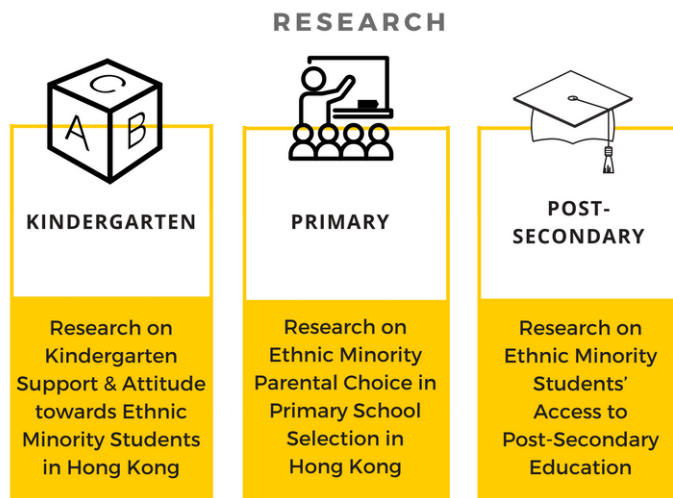 RESEARCH
C
A
B
KINDERGARTEN
Research on
Kindergarten
Support & Attitude
towards Ethnic
Minority Students
in Hong Kong
PRIMARY
Research on
Ethnic Minority
Parental Choice in
Primary School
Selection in
Hong Kong
POST-
SECONDARY
Research on
Ethnic Minority
Students’
Access to
Post-Secondary
Education